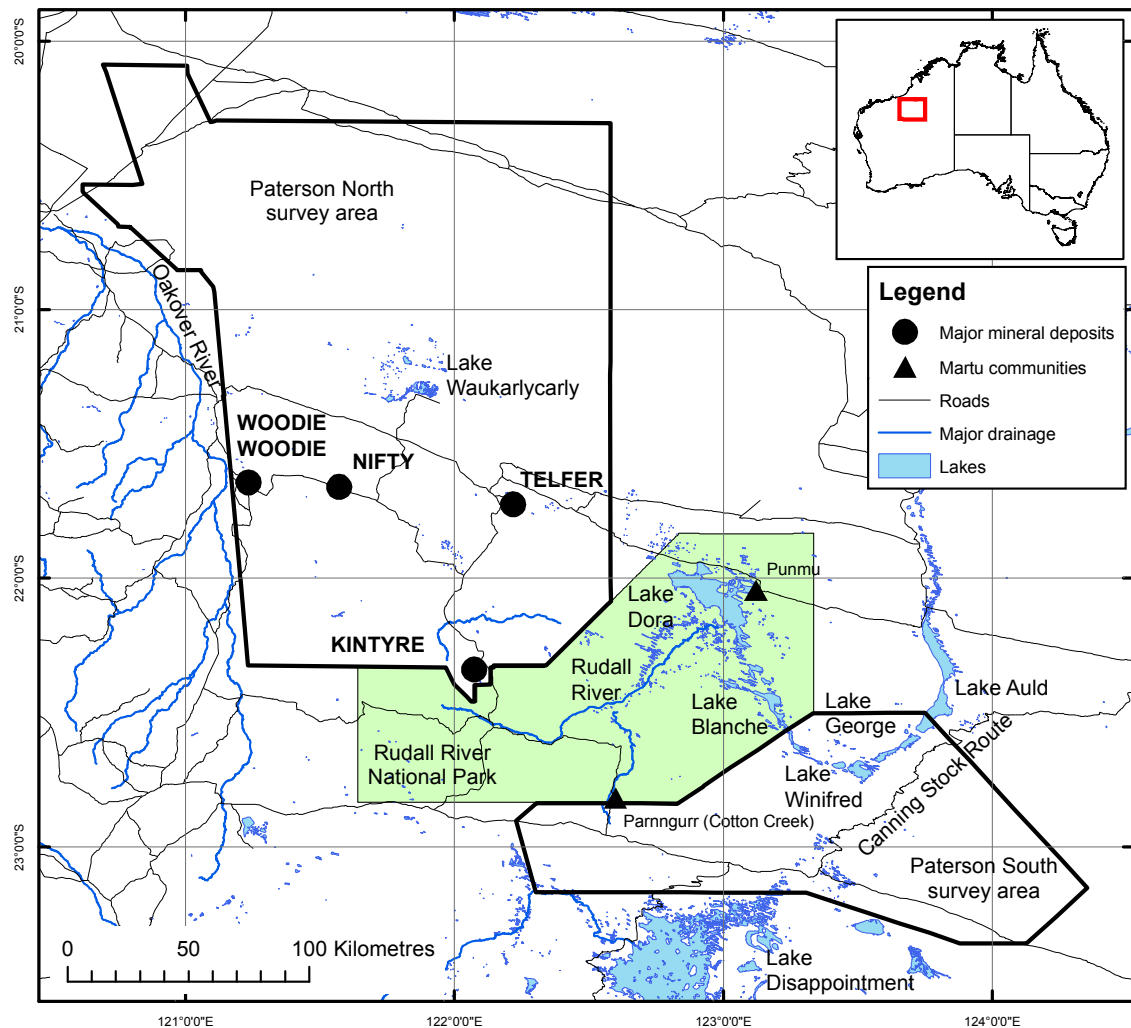 20°0'0"S
21°0'0"S
22°0'0"S
23°0'0"S
Paterson North
survey area
Oakover River
Lake
Waukarlycarly
WOODIE
WOODIE
NIFTY
TELFER
KINTYRE
Punmu
Lake
Dora
Rudall
River
Lake
Blanche
Lake
George
Lake Auld
Rudall River
National Park
Lake
Winifred
Canning Stock Route
Parnngurr (Cotton Creek)
Paterson South
survey area
Lake
Disappointment
0 50 100 Kilometres
Legend
Major mineral deposits
Martu communities
Roads
Major drainage
Lakes
121°0'0"E
122°0'0"E
123°0'0"E
124°0'0"E